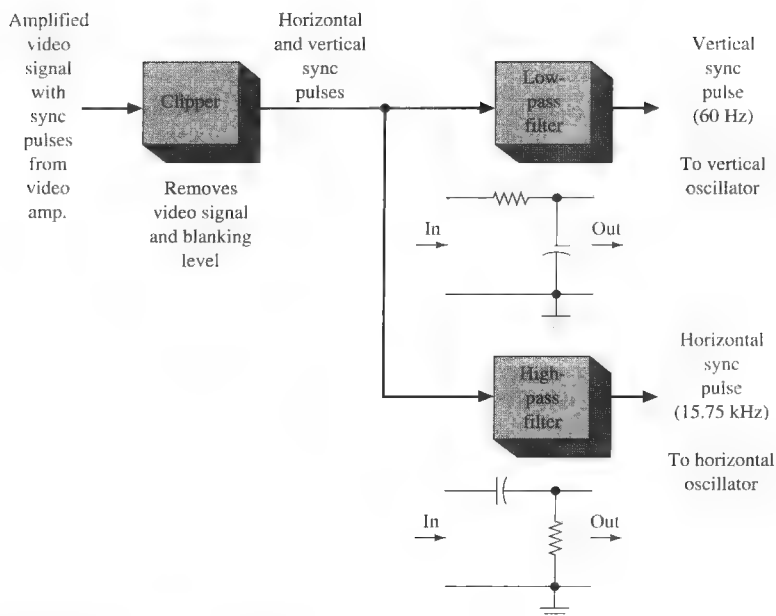 Amplified
video
signal
with
sync
pulses
from
video
amp.
Clipper
Removes
video signal
and blanking
level
Horizontal
and vertical
sync
pulses
Low-
pass
filter
Vertical
sync
pulse
(60 Hz)
To vertical
oscillator
In
Out
High-
pass
filter
Horizontal
sync
pulse
(15.75 kHz)
To horizontal
oscillator
In
Out